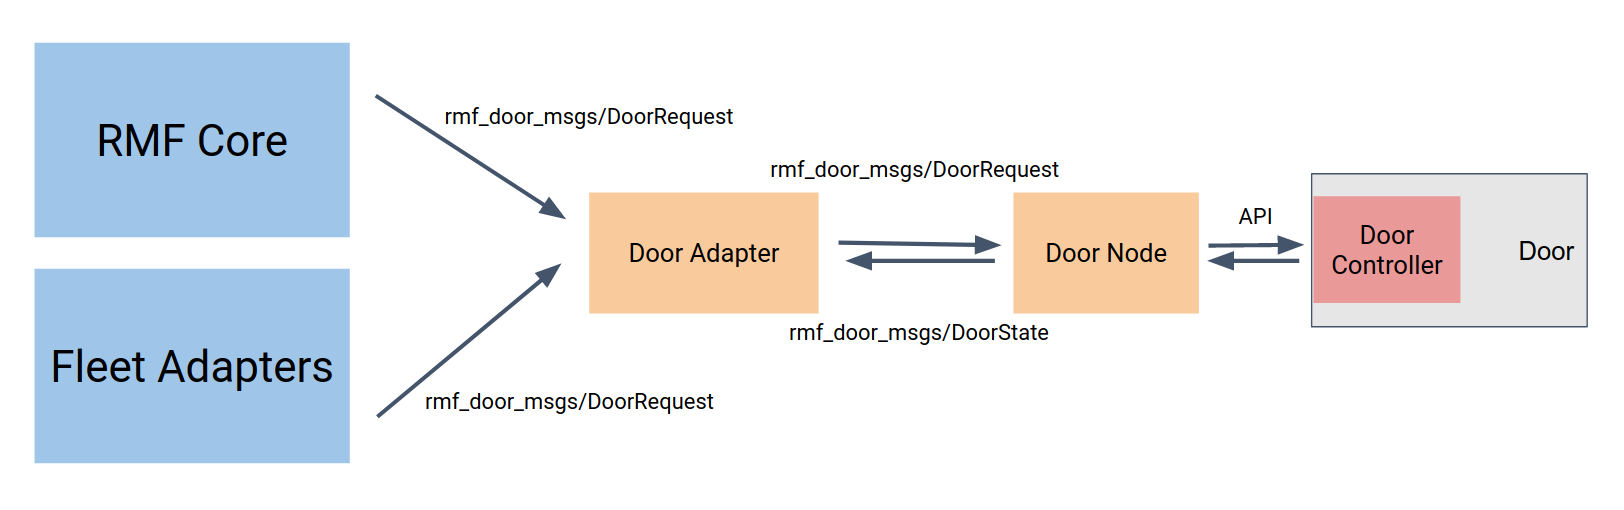 RMF Core
rmf_door_msgs/DoorRequest
rmf_door_msgs/DoorRequest
Door Adapter
Door Node
API
Door
Controller
Door
rmf_door_msgs/DoorState
Fleet Adapters
rmf_door_msgs/DoorRequest